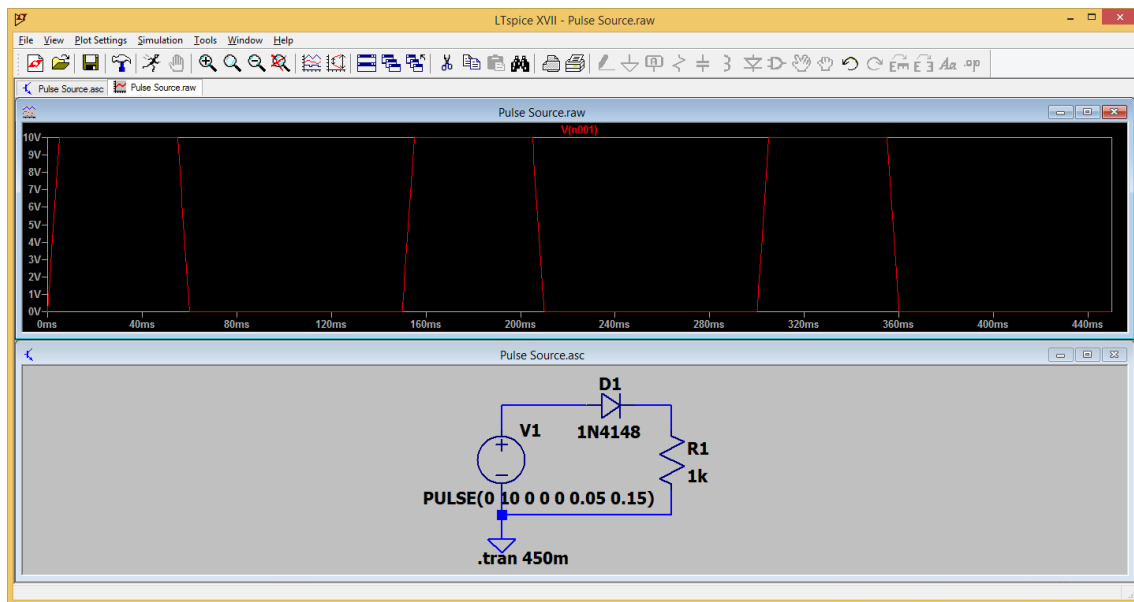 LTspice XVII - Pulse Source.raw
File View Plot Settings Simulation Tools Window Help
Aa .op
Pulse Source.asc Pulse Source.raw
Pulse Source.raw
V(n001)
10V
9V
8V
7V
6V
5V
4V
3V
2V
1V
0V
0ms 40ms 80ms 120ms 160ms 200ms 240ms 280ms 320ms 360ms 400ms 440ms
Pulse Source.asc
D1
V1
1N4148
R1
1k
PULSE(0 10 0 0 0 0.05 0.15)
.tran 450m